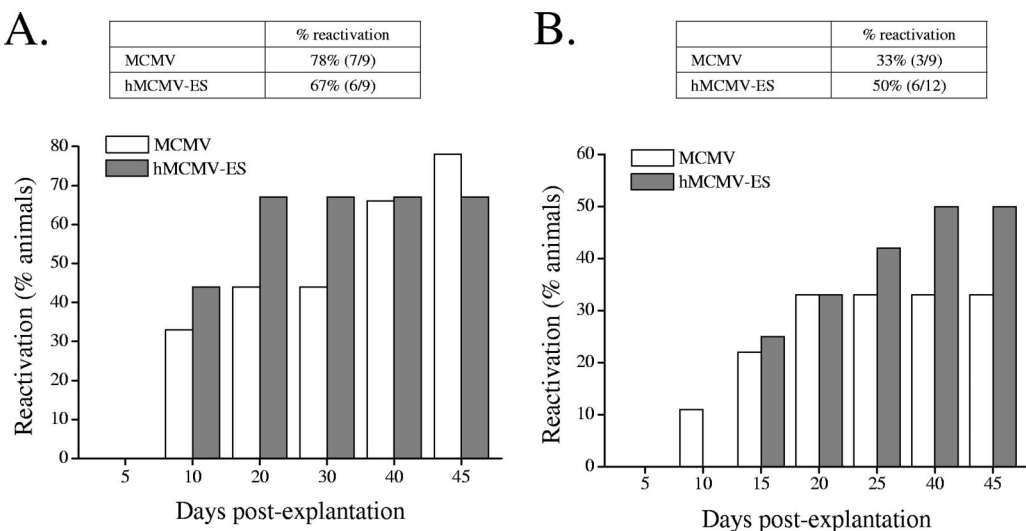 A.
% reactivation
MCMV 78% (7/9)
hMCMV-ES 67% (6/9)
80
70
60
50
40
30
20
10
0
Reactivation (% animals)
MCMV
hMCMV-ES
5 10 20 30 40 45
Days post-explantation
B.
% reactivation
MCMV 33% (3/9)
hMCMV-ES 50% (6/12)
60
50
40
30
20
10
0
Reactivation (% animals)
MCMV
hMCMV-ES
5 10 15 20 25 40 45
Days post-explantation